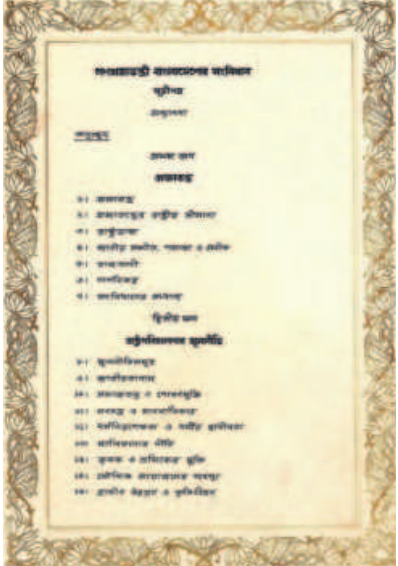 গণপ্রজাতন্ত্রী বাংলাদেশের সংবিধান
সূচীপত্র
প্রস্তাবনা
অনুচ্ছেদ
প্রথম ভাগ
প্রজাতন্ত্র
১। প্রজাতন্ত্র
২। প্রজাতন্ত্রের রাষ্ট্রীয় সীমানা
৩। রাষ্ট্রভাষা
৪। জাতীয় সঙ্গীত, পতাকা ও প্রতীক
৫। রাজধানী
৬। নাগরিকত্ব
৭। সংবিধানের প্রাধান্য
দ্বিতীয় ভাগ
রাষ্ট্রপরিচালনার মূলনীতি
৮। মূলনীতিসমূহ
৯। জাতীয়তাবাদ
১০। সমাজতন্ত্র ও শোষণমুক্তি
১১। গণতন্ত্র ও মানবাধিকার
১২। ধর্মনিরপেক্ষতা ও ধর্মীয় স্বাধীনতা
১৩। মালিকানার নীতি
১৪। কৃষক ও শ্রমিকের মুক্তি
১৫। মৌলিক প্রয়োজনের ব্যবস্থা
১৬। গ্রামীণ উন্নয়ন ও কৃষিবিপ্লব